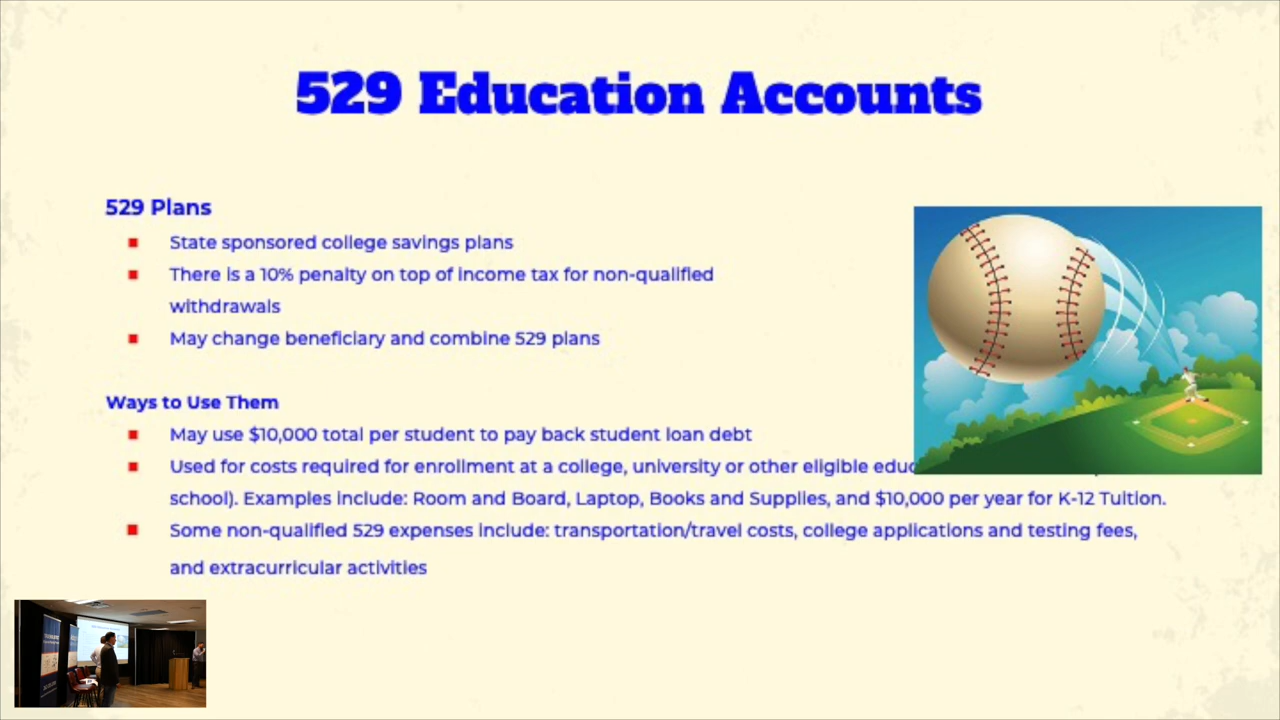 529 Education Accounts
529 Plans
State sponsored college savings plans
There is a 10% penalty on top of income tax for non-qualified
withdrawals
May change beneficiary and combine 529 plans
Ways to Use Them
May use $10,000 total per student to pay back student loan debt
Used for costs required for enrollment at a college, university or other eligible
school). Examples include: Room and Board, Laptop, Books and Supplies, and $10,000 per year for K-12 Tuition.
Some non-qualified 529 expenses include: transportation/travel costs, college applications and testing fees,
and extracurricular activities